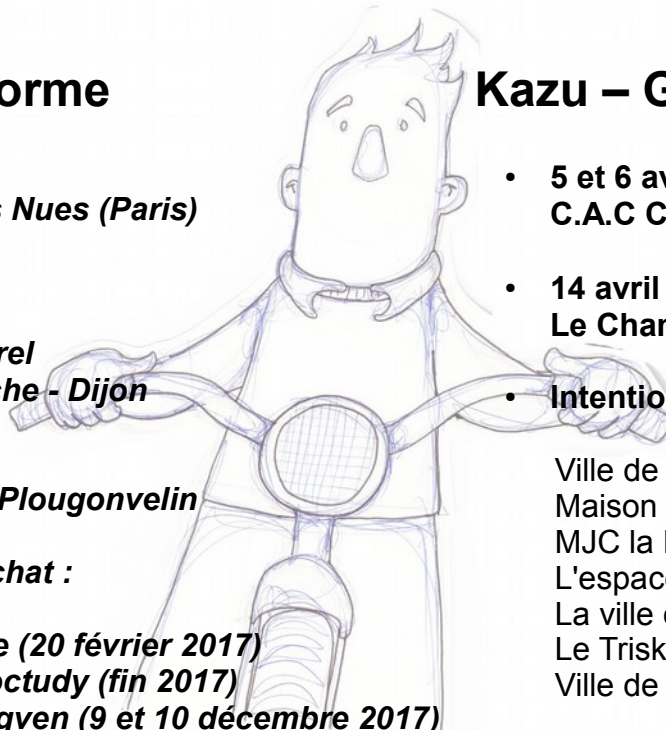 orme
s Nues (Paris)
rel
che - Dijon
Plougonvelin
chat :
e (20 février 2017)
octudy (fin 2017)
gven (9 et 10 décembre 2017)
Kazu – G
• 5 et 6 av
C.A.C C
• 14 avril
Le Char
• Intentio
Ville de
Maison
MJC la
L'espace
La ville
Le Trisk
Ville de